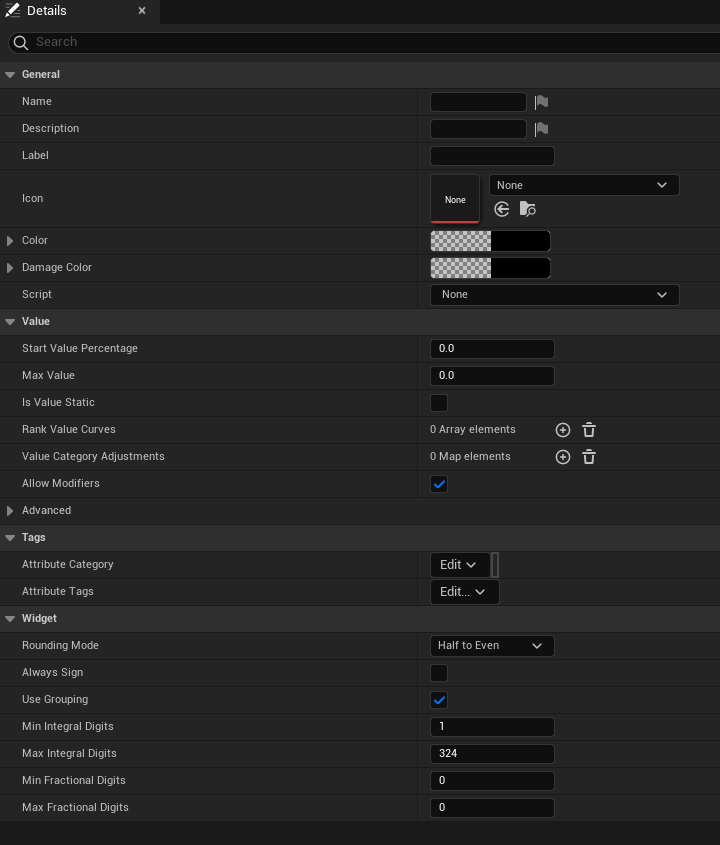 Details
Search
General
Name
Description
Label
Icon None None
Color
Damage Color
Script None
Value
Start Value Percentage 0.0
Max Value 0.0
Is Value Static
Rank Value Curves 0 Array elements
Value Category Adjustments 0 Map elements
Allow Modifiers
Advanced
Tags
Attribute Category Edit
Attribute Tags Edit...
Widget
Rounding Mode Half to Even
Always Sign
Use Grouping
Min Integral Digits 1
Max Integral Digits 324
Min Fractional Digits 0
Max Fractional Digits 0